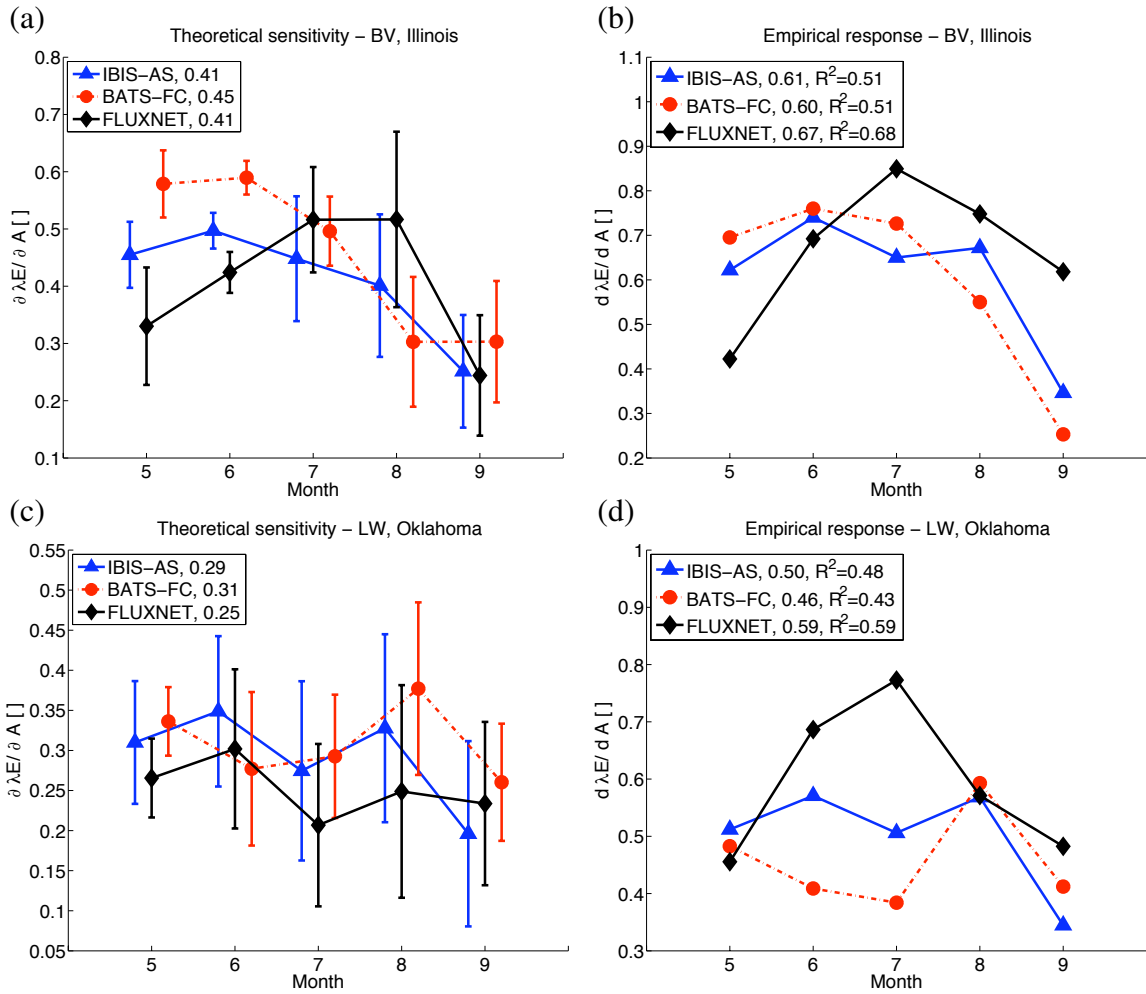 (a)
Theoretical sensitivity – BV, Illinois
IBIS–AS, 0.41
BATS–FC, 0.45
FLUXNET, 0.41
∂ λE/ ∂ A [ ]
0.8
0.7
0.6
0.5
0.4
0.3
0.2
0.1
5 6 7 8 9
Month
(b)
Empirical response – BV, Illinois
IBIS–AS, 0.61, R²=0.51
BATS–FC, 0.60, R²=0.51
FLUXNET, 0.67, R²=0.68
d λE/ d A [ ]
1.1
1
0.9
0.8
0.7
0.6
0.5
0.4
0.3
0.2
5 6 7 8 9
Month
(c)
Theoretical sensitivity – LW, Oklahoma
IBIS–AS, 0.29
BATS–FC, 0.31
FLUXNET, 0.25
∂ λE/ ∂ A [ ]
0.55
0.5
0.45
0.4
0.35
0.3
0.25
0.2
0.15
0.1
0.05
5 6 7 8 9
Month
(d)
Empirical response – LW, Oklahoma
IBIS–AS, 0.50, R²=0.48
BATS–FC, 0.46, R²=0.43
FLUXNET, 0.59, R²=0.59
d λE/ d A [ ]
1
0.9
0.8
0.7
0.6
0.5
0.4
0.3
5 6 7 8 9
Month